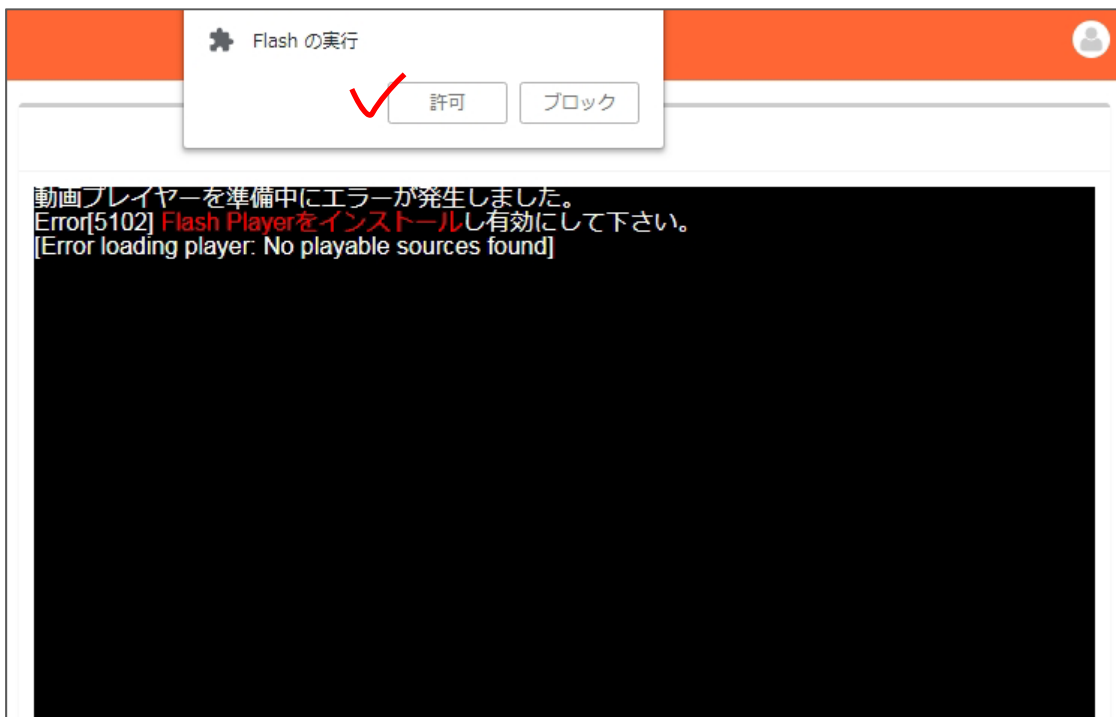 Flash の実行
許可
ブロック
動画プレイヤーを準備中にエラーが発生しました。
Error[5102] Flash Playerをインストールし有効にして下さい。
[Error loading player: No playable sources found]